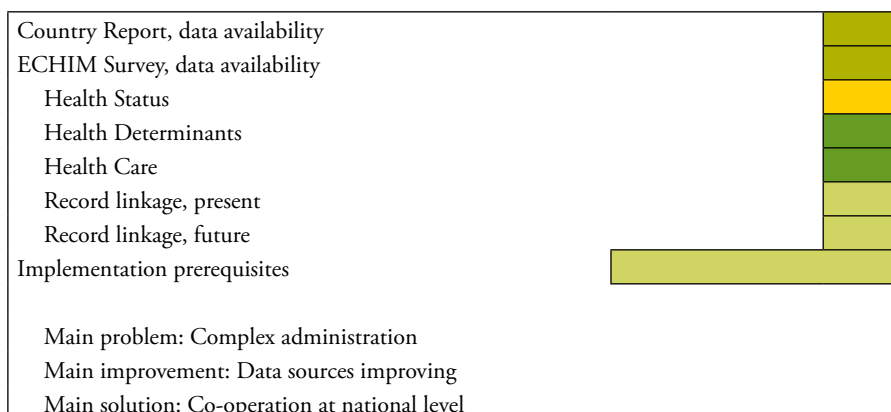 Country Report, data availability
ECHIM Survey, data availability
Health Status
Health Determinants
Health Care
Record linkage, present
Record linkage, future
Implementation prerequisites
Main problem: Complex administration
Main improvement: Data sources improving
Main solution: Co-operation at national level